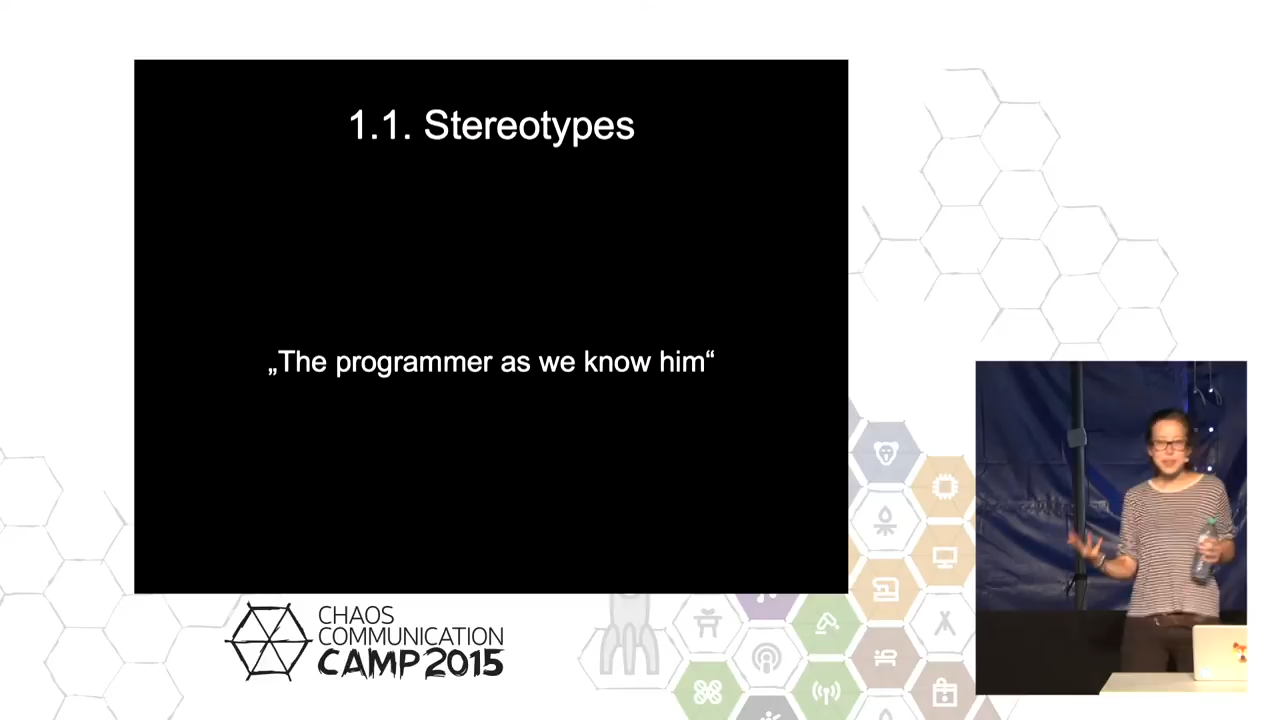 1.1. Stereotypes
„The programmer as we know him“
CHAOS
COMMUNICATION
CAMP 2015